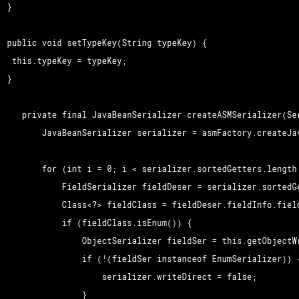 }
public void setTypeKey(String typeKey) {
this.typeKey = typeKey;
}
private final JavaBeanSerializer createASMSerializer(Ser
JavaBeanSerializer serializer = asmFactory.createJav
for (int i = 0; i < serializer.sortedGetters.length
FieldSerializer fieldDeser = serializer.sortedGe
Class<?> fieldClass = fieldDeser.fieldInfo.fiel
if (fieldClass.isEnum()) {
ObjectSerializer fieldSer = this.getObjectWr
if (!(fieldSer instanceof EnumSerializer)) {
serializer.writeDirect = false;
}